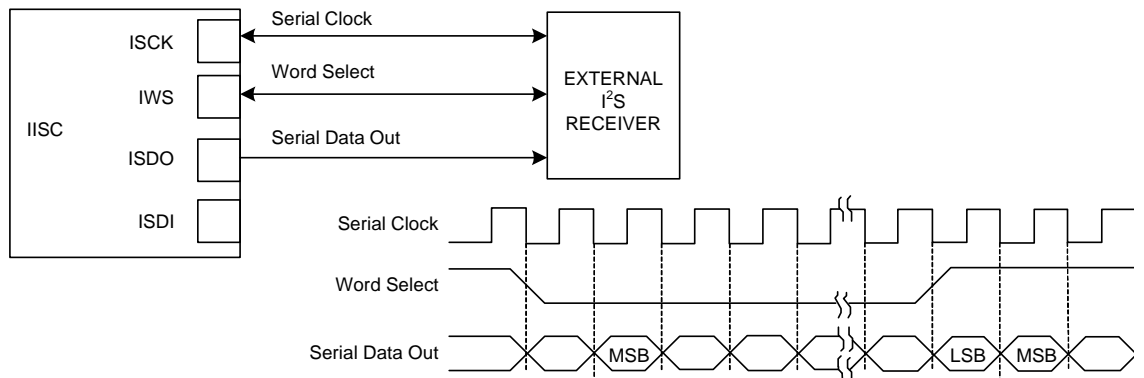 ISCK
IWS
IISC
ISDO
ISDI
Serial Clock
Word Select
Serial Data Out
EXTERNAL
I²S
RECEIVER
Serial Clock
Word Select
Serial Data Out
MSB
LSB
MSB